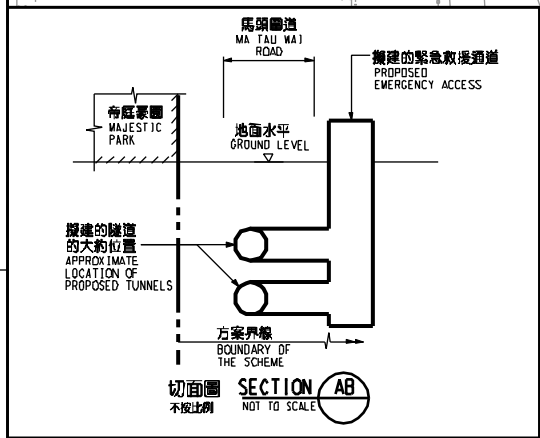 馬頭圍道
MA TAU WAI
ROAD
擬建的緊急救援通道
PROPOSED
EMERGENCY ACCESS
帝庭豪園
MAJESTIC
PARK
地面水平
GROUND LEVEL
擬建的隧道
的大約位置
APPROXIMATE
LOCATION OF
PROPOSED TUNNELS
方案界線
BOUNDARY OF
THE SCHEME
切面圖 SECTION AB
不按比例 NOT TO SCALE